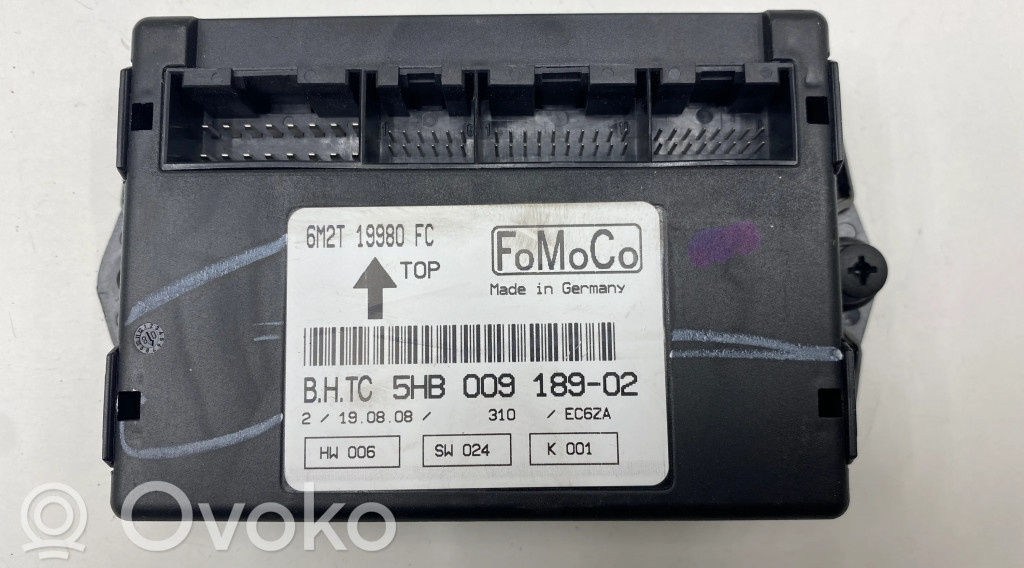 6M2T 19980 FC
TOP
FoMoCo
Made in Germany
B.H.TC 5HB 009 189-02
2 / 19.08.08 / 310 / EC6ZA
HW 006
SW 024
K 001
Ovoko